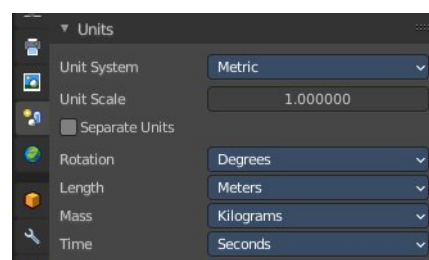 Units
Unit System Metric
Unit Scale 1.000000
Separate Units
Rotation Degrees
Length Meters
Mass Kilograms
Time Seconds